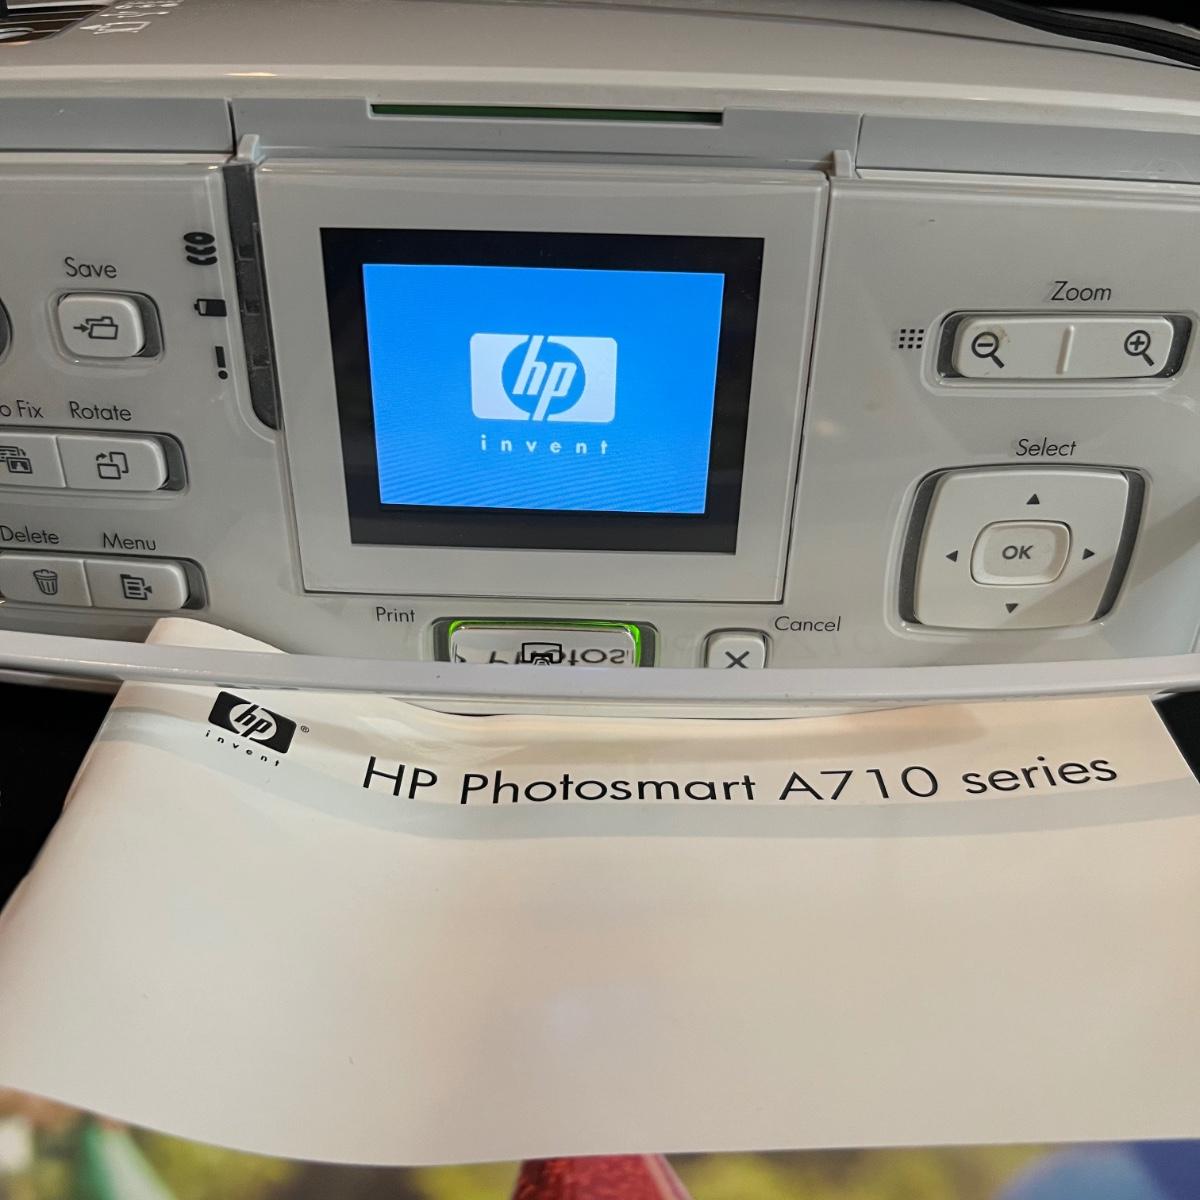 Save
o Fix Rotate
Delete Menu
hp
invent
Zoom
Select
OK
Print
Cancel
hp ®
invent
HP Photosmart A710 series